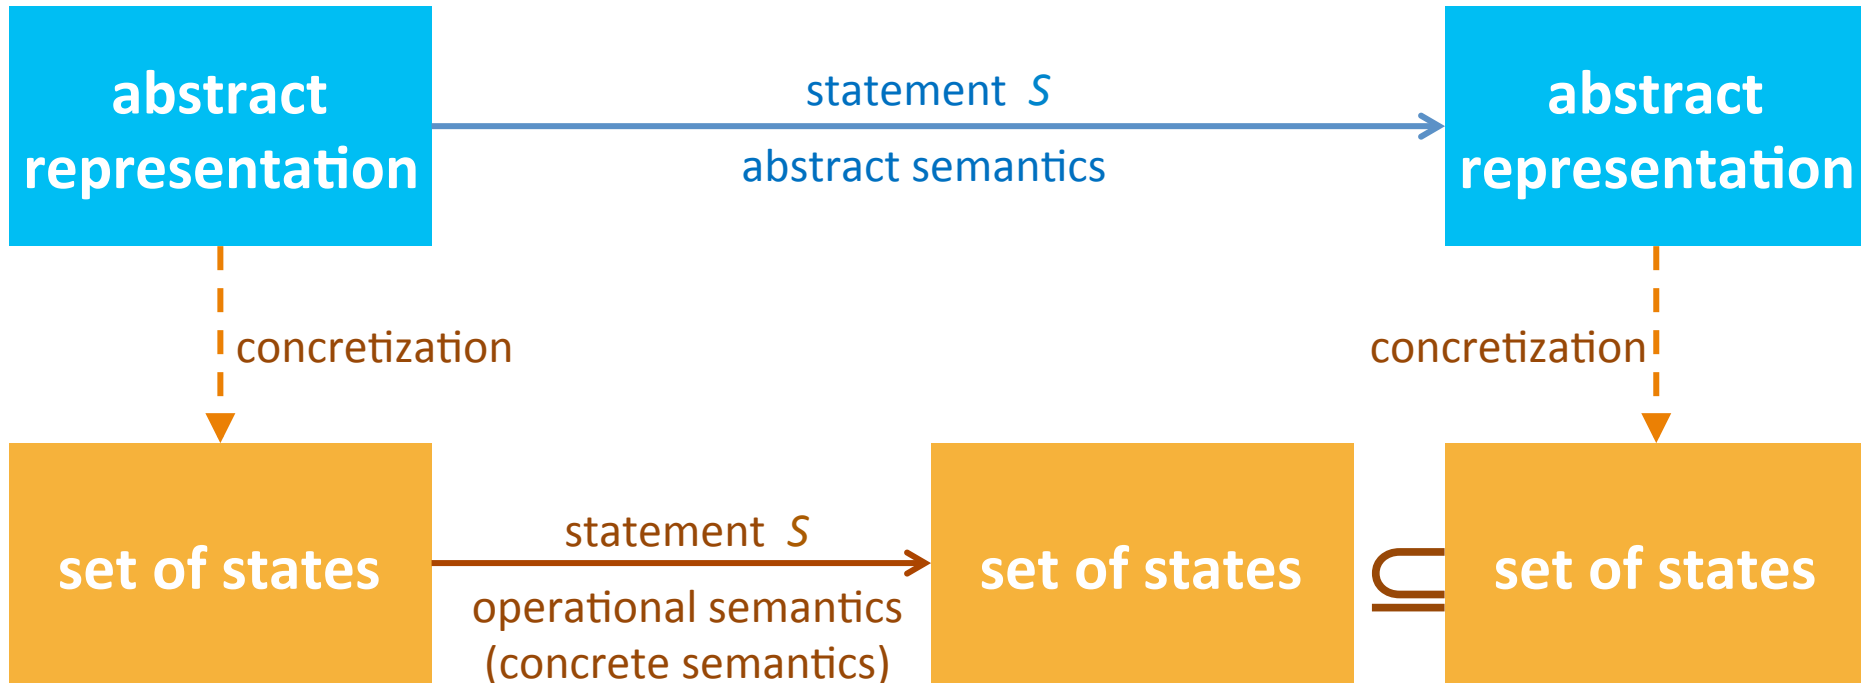 abstract
representation
statement S
abstract semantics
abstract
representation
concretization
concretization
set of states
statement S
operational semantics
(concrete semantics)
set of states
⊆
set of states